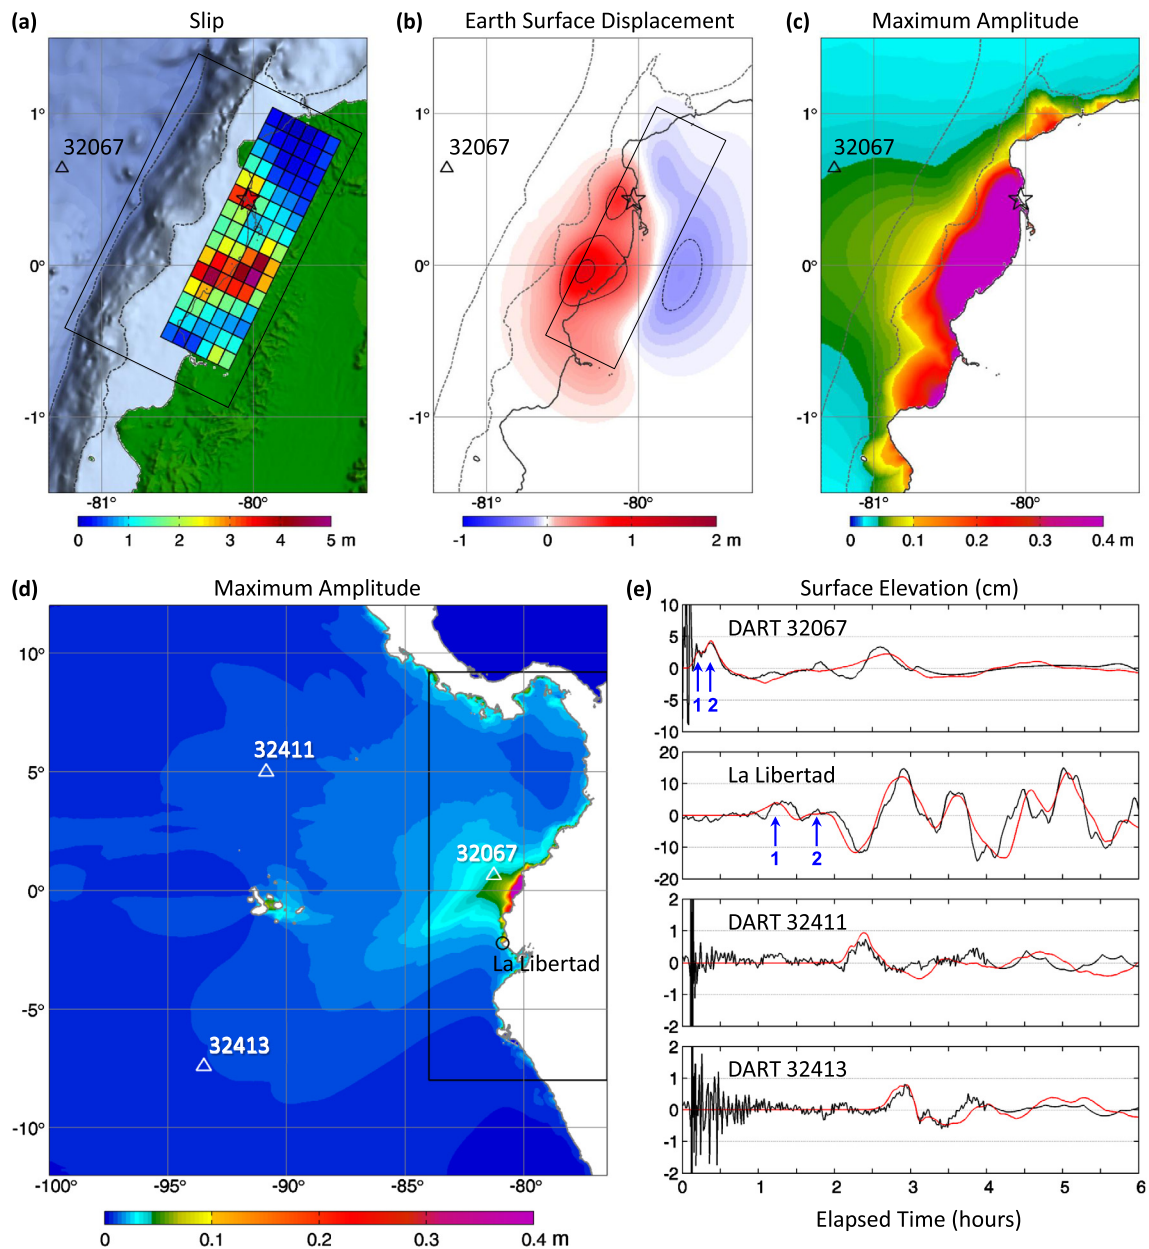 (a) Slip
(b) Earth Surface Displacement
(c) Maximum Amplitude
1°
0°
-1°
32067
-81° -80°
0 1 2 3 4 5 m
1°
0°
-1°
32067
-81° -80°
-1 0 1 2 m
1°
0°
-1°
32067
-81° -80°
0 0.1 0.2 0.3 0.4 m
(d) Maximum Amplitude
10°
5°
0°
-5°
-10°
32411
32067
La Libertad
32413
-100° -95° -90° -85° -80°
0 0.1 0.2 0.3 0.4 m
(e) Surface Elevation (cm)
DART 32067
10
5
0
-5
-10
1 2
La Libertad
20
10
0
-10
-20
1 2
DART 32411
2
1
0
-1
-2
DART 32413
2
1
0
-1
-2
0 1 2 3 4 5 6
Elapsed Time (hours)